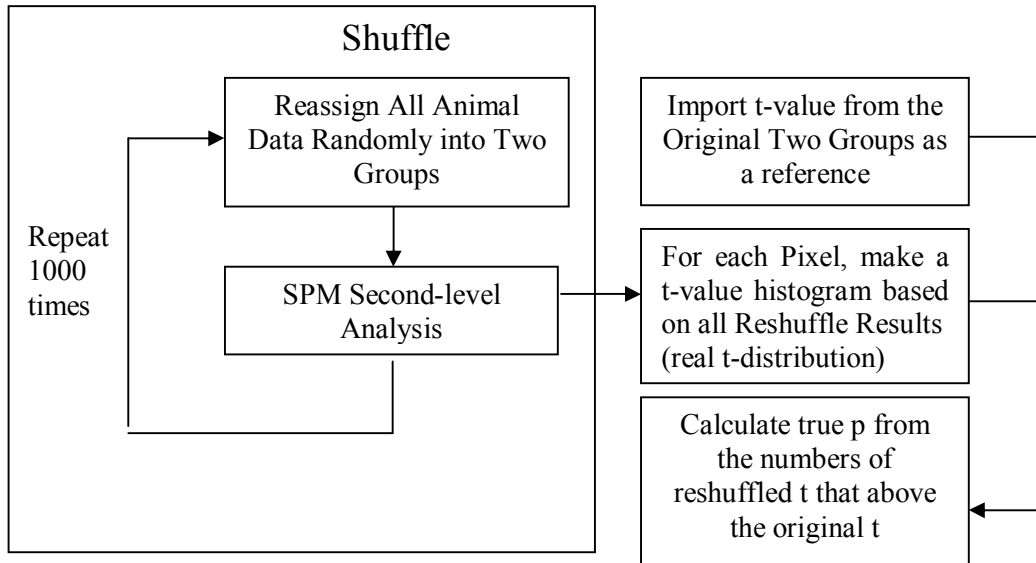 Shuffle
Reassign All Animal
Data Randomly into Two
Groups
Repeat
1000
times
SPM Second-level
Analysis
Import t-value from the
Original Two Groups as
a reference
For each Pixel, make a
t-value histogram based
on all Reshuffle Results
(real t-distribution)
Calculate true p from
the numbers of
reshuffled t that above
the original t